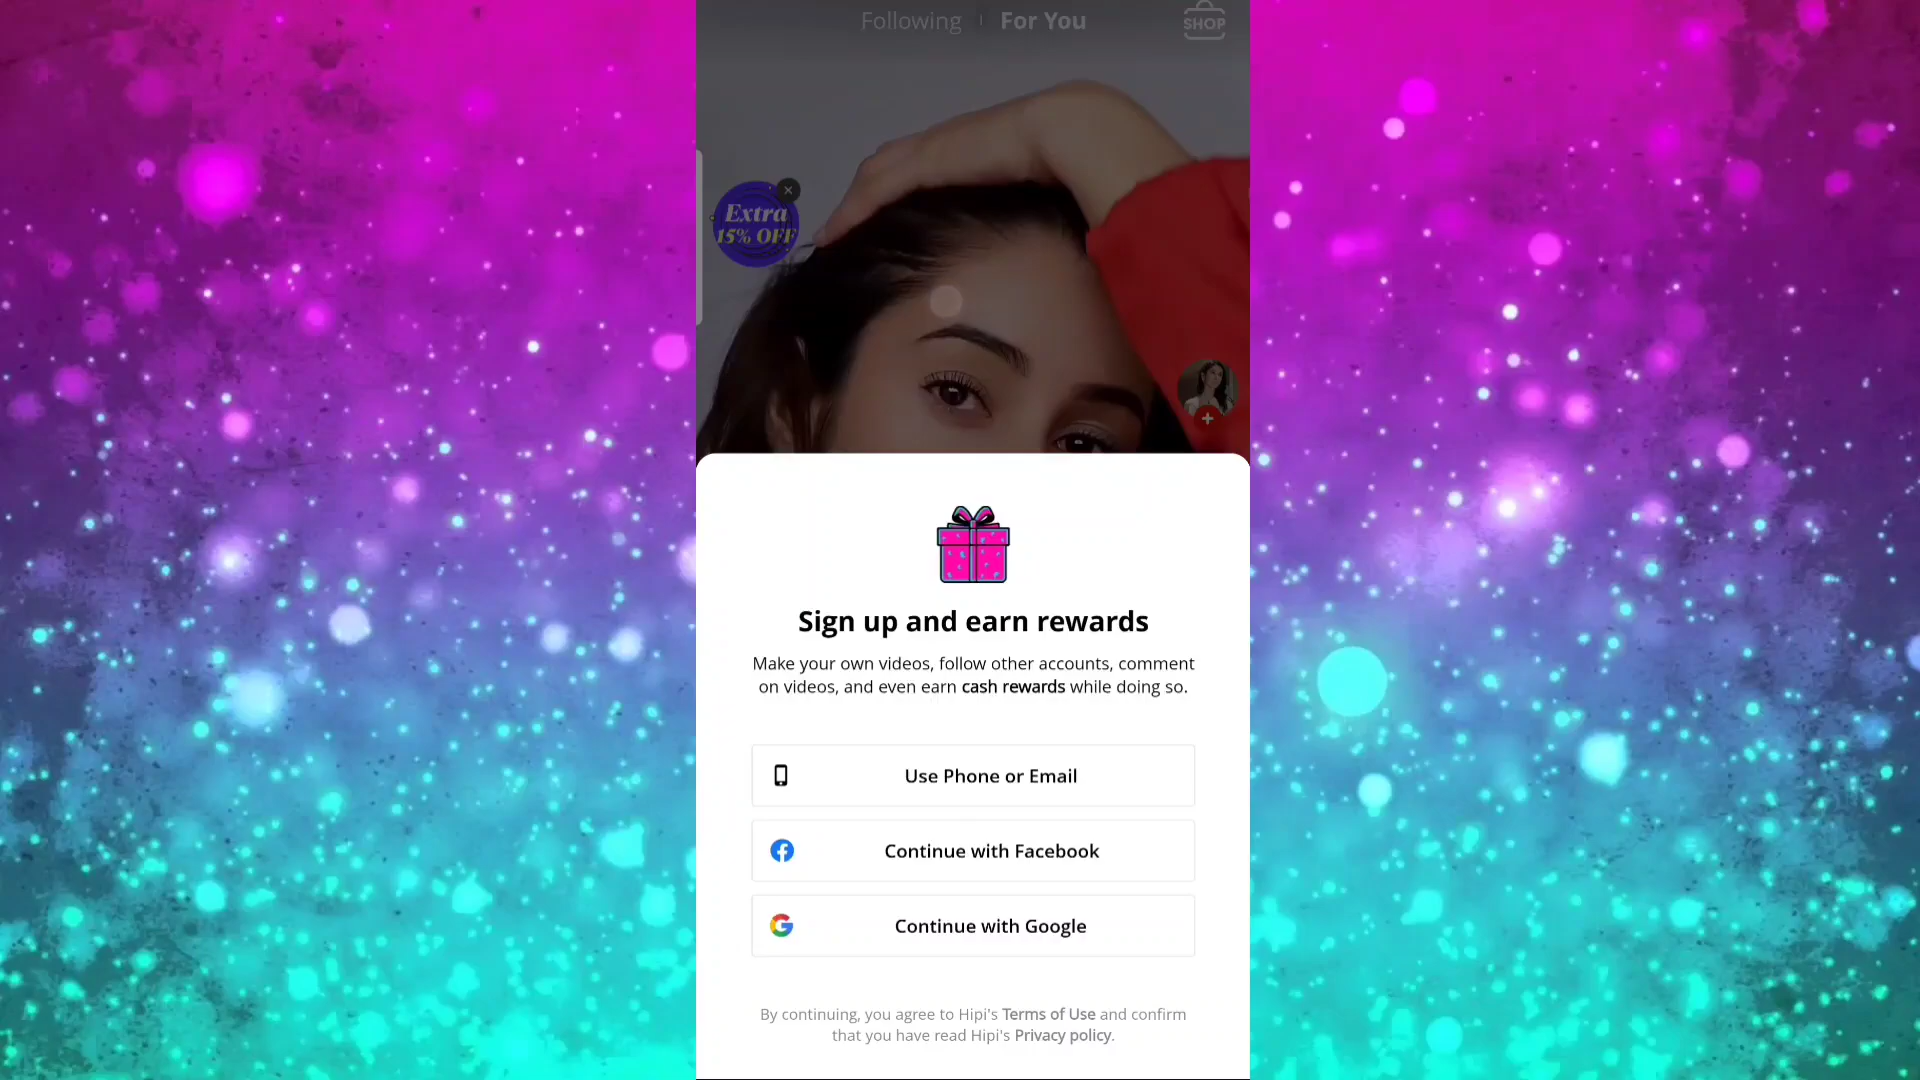 Following
For You
SHOP
Extra
15% OFF
Sign up and earn rewards
Make your own videos, follow other accounts, comment
on videos, and even earn cash rewards while doing so.
Use Phone or Email
Continue with Facebook
Continue with Google
By continuing, you agree to Hipi's Terms of Use and confirm
that you have read Hipi's Privacy policy.